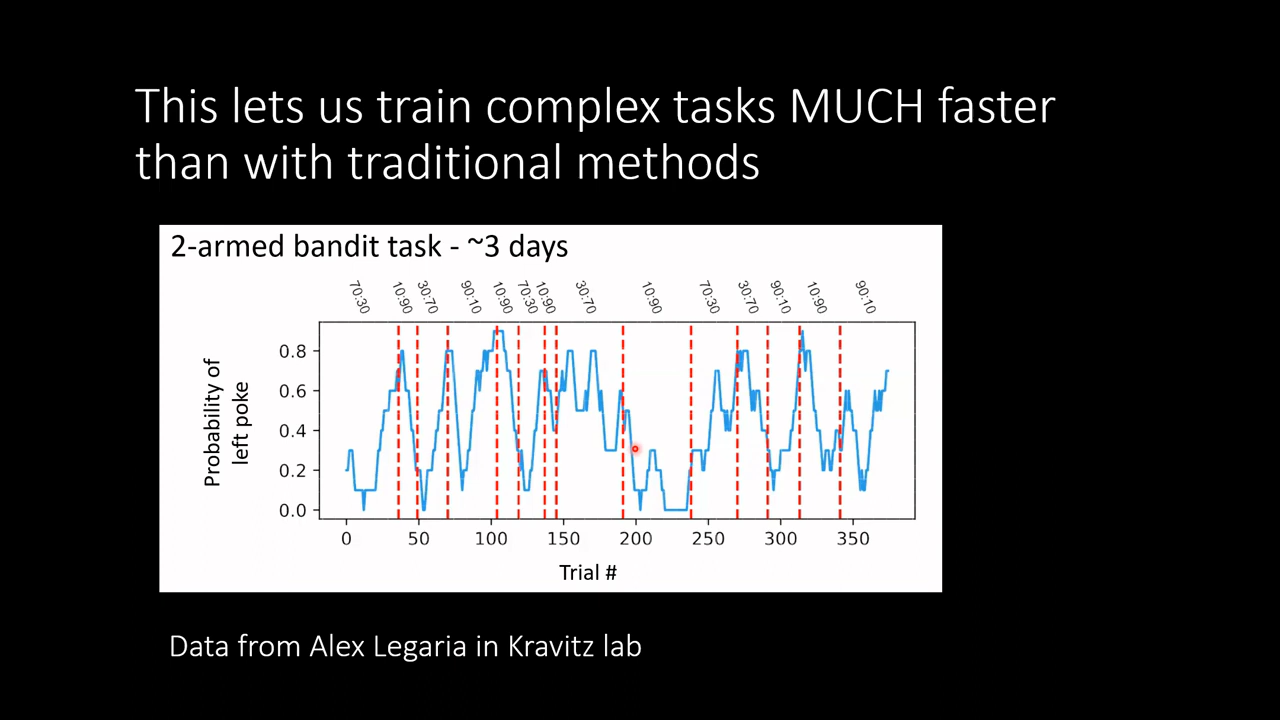 This lets us train complex tasks MUCH faster
than with traditional methods
2-armed bandit task - ~3 days
70:30 10:90 30:70 90:10 10:90 70:30 10:90 30:70 10:90 70:30 30:70 90:10 10:90 90:10
Probability of
left poke
0.8
0.6
0.4
0.2
0.0
0 50 100 150 200 250 300 350
Trial #
Data from Alex Legaria in Kravitz lab